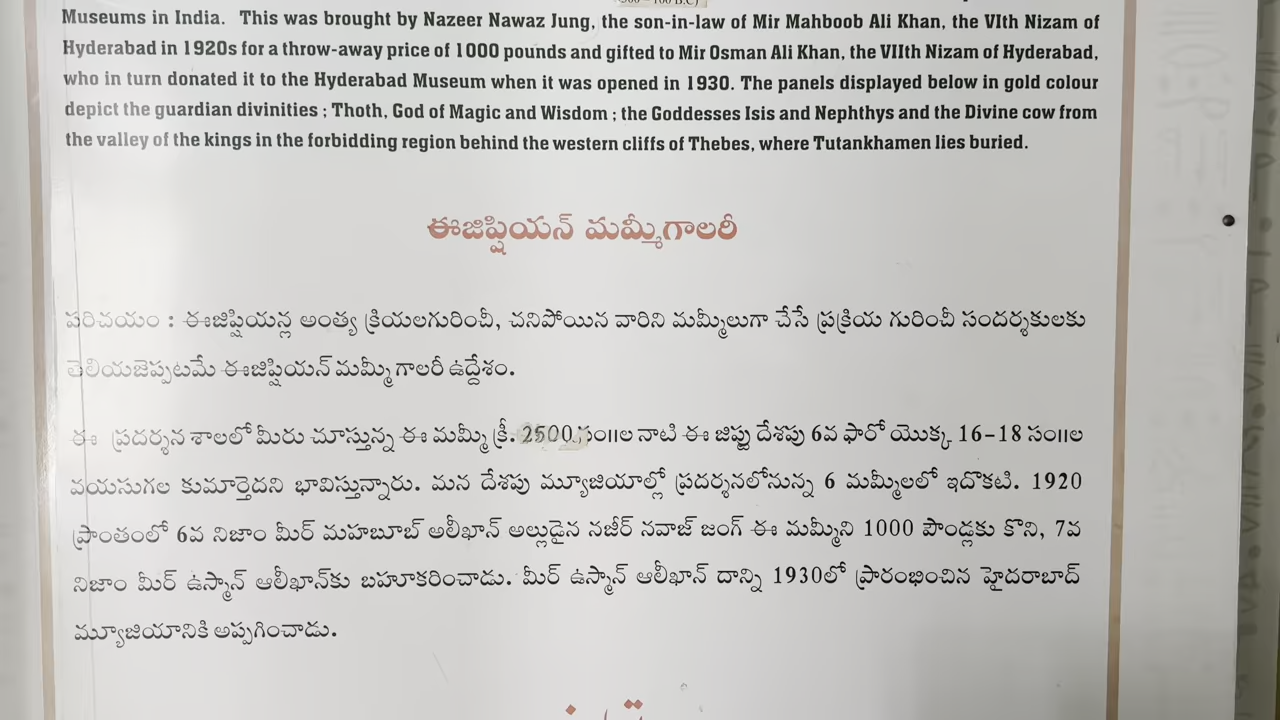 Museums in India. This was brought by Nazeer Nawaz Jung, the son-in-law of Mir Mahboob Ali Khan, the VIth Nizam of
Hyderabad in 1920s for a throw-away price of 1000 pounds and gifted to Mir Osman Ali Khan, the VIIth Nizam of Hyderabad,
who in turn donated it to the Hyderabad Museum when it was opened in 1930. The panels displayed below in gold colour
depict the guardian divinities ; Thoth, God of Magic and Wisdom ; the Goddesses Isis and Nephthys and the Divine cow from
the valley of the kings in the forbidding region behind the western cliffs of Thebes, where Tutankhamen lies buried.
ఈజిప్షియన్ మమ్మీగాలరీ
పరిచయం : ఈజిప్షియన్ల అంత్య క్రియలగురించీ, చనిపోయిన వారిని మమ్మీలుగా చేసే ప్రక్రియ గురించీ సందర్శకులకు
తెలియజెప్పటమే ఈజిప్షియన్ మమ్మీ గాలరీ ఉద్దేశం.
ఈ ప్రదర్శన శాలలో మీరు చూస్తున్న ఈ మమ్మీ క్రీ. 2500 సం॥ల నాటి ఈ జిప్టు దేశపు 6వ ఫారో యొక్క 16-18 సం॥ల
వయసుగల కుమార్తెదని భావిస్తున్నారు. మన దేశపు మ్యూజియాల్లో ప్రదర్శనలోనున్న 6 మమ్మీలలో ఇదొకటి. 1920
ప్రాంతంలో 6వ నిజాం మీర్ మహబూబ్ అలీఖాన్ అల్లుడైన నజీర్ నవాజ్ జంగ్ ఈ మమ్మీని 1000 పౌండ్లకు కొని, 7వ
నిజాం మీర్ ఉస్మాన్ ఆలీఖాన్‌కు బహూకరించాడు. మీర్ ఉస్మాన్ ఆలీఖాన్ దాన్ని 1930లో ప్రారంభించిన హైదరాబాద్
మ్యూజియానికి అప్పగించాడు.